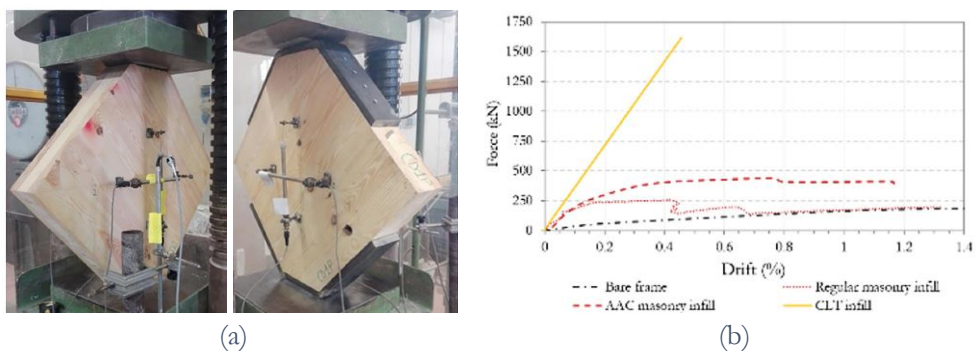 1750
1500
1250
1000
750
500
250
0
Force (kN)
0 0.2 0.4 0.6 0.8 1 1.2 1.4
Drift (%)
Bare frame
Regular masonry infill
AAC masonry infill
CLT infill
(a)
(b)